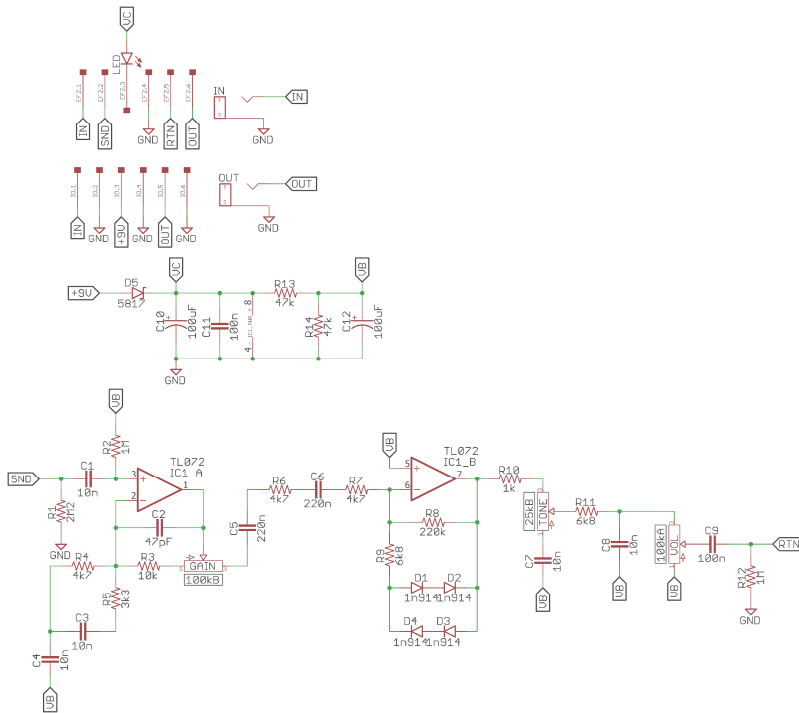 VC
LED
EF2.1
EF2.2
EF2.3
EF2.4
EF2.5
EF2.6
IN
SND
GND
RTN
OUT
IN
T
S
IN
GND
IO.1
IO.2
IO.3
IO.4
IO.5
IO.6
IN
GND
+9V
GND
OUT
GND
OUT
T
S
OUT
GND
+9V
D5
5817
VC
C10
100uF
C11
100n
8
4
R13
47k
R14
47k
VB
C12
100uF
GND
VB
R2
1M
SND
C1
10n
R1
2M2
GND
3
2
1
TL072
IC1_A
C2
47pF
R4
4k7
R3
10k
GAIN
100kB
R5
3k3
C3
10n
C4
10n
VB
C5
220n
R6
4k7
C6
220n
R7
4k7
VB
5
6
7
TL072
IC1_B
R8
220k
R9
6k8
D1
1n914
D2
1n914
D4
1n914
D3
1n914
R10
1k
25kB
TONE
C7
10n
VB
R11
6k8
C8
10n
VB
100kA
VOL
VB
C9
100n
R12
1M
GND
RTN